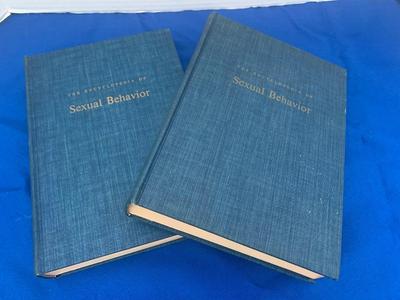 THE ENCYCLOPEDIA OF
Sexual Behavior
THE ENCYCLOPEDIA OF
Sexual Behavior